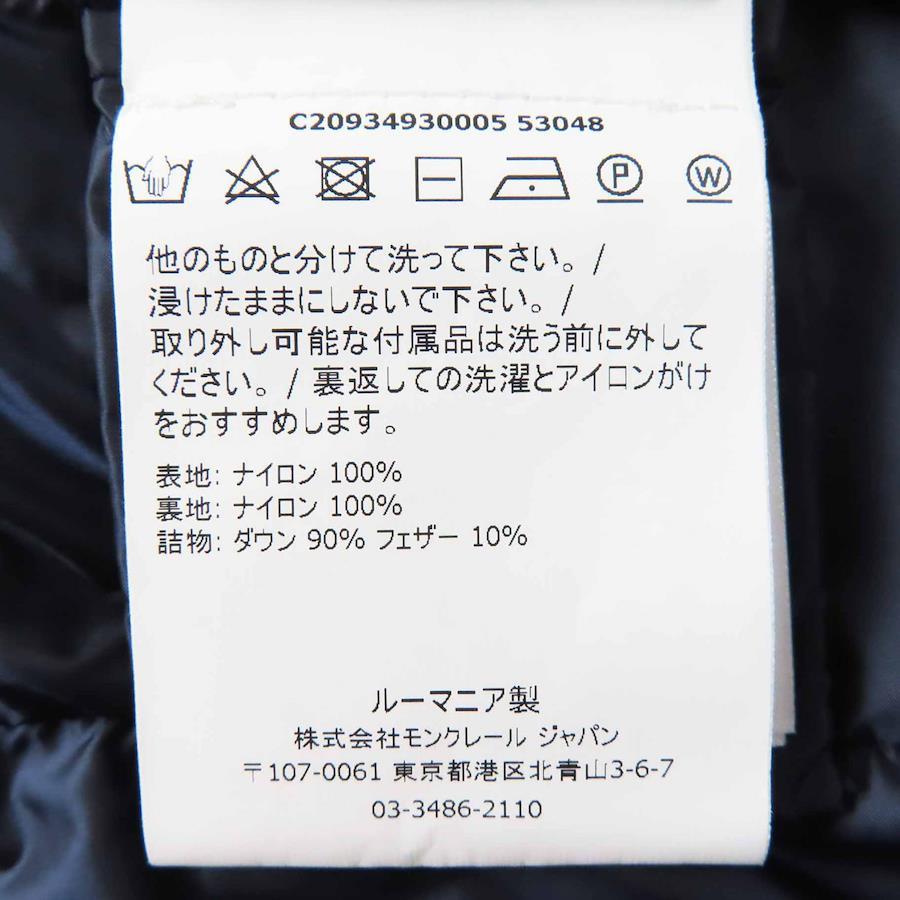 C20934930005 53048
P W
他のものと分けて洗って下さい。/
浸けたままにしないで下さい。/
取り外し可能な付属品は洗う前に外して
ください。/ 裏返しての洗濯とアイロンがけ
をおすすめします。
表地: ナイロン 100%
裏地: ナイロン 100%
詰物: ダウン 90% フェザー 10%
ルーマニア製
株式会社モンクレール ジャパン
〒107-0061 東京都港区北青山3-6-7
03-3486-2110